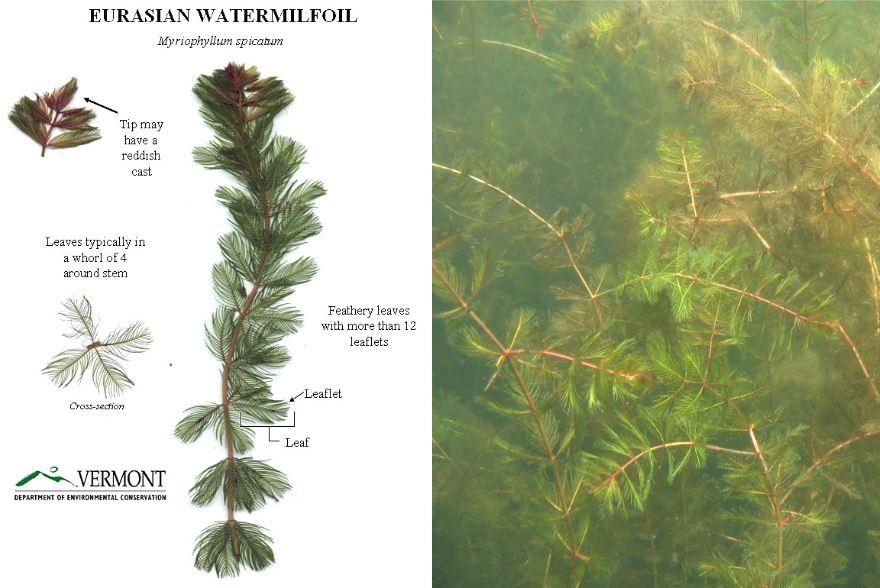 EURASIAN WATERMILFOIL
Myriophyllum spicatum
Tip may
have a
reddish
cast
Leaves typically in
a whorl of 4
around stem
Feathery leaves
with more than 12
leaflets
Leaflet
Leaf
Cross-section
VERMONT
DEPARTMENT OF ENVIRONMENTAL CONSERVATION